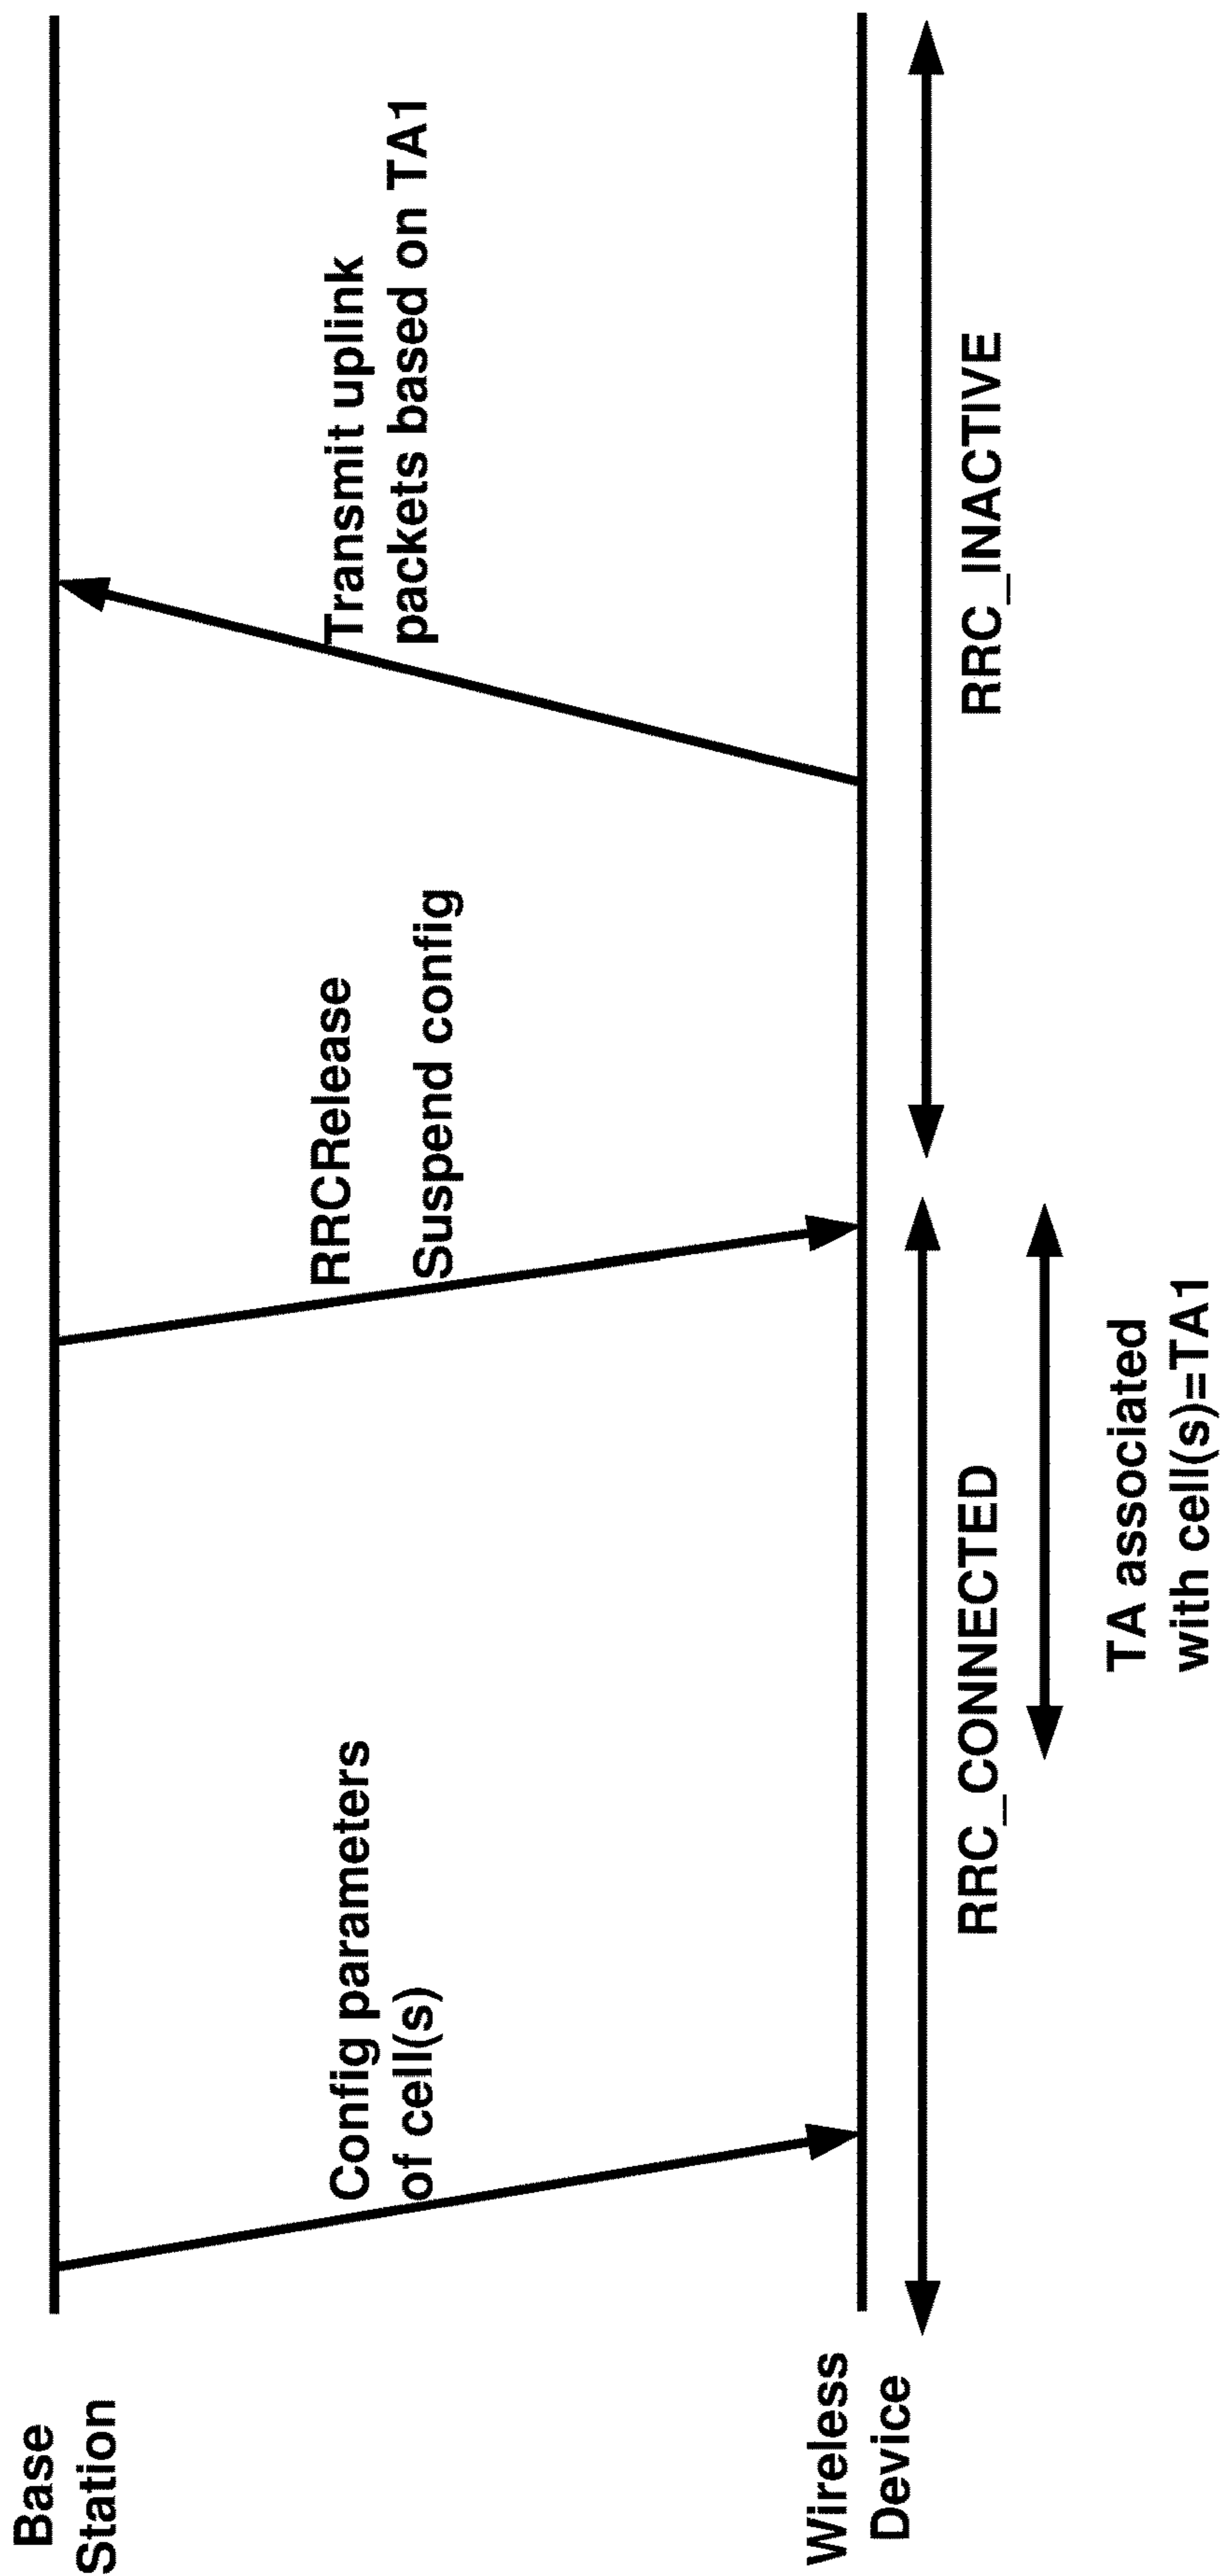 Base
Station
Config parameters
of cell(s)
RRCRelease
Suspend config
Transmit uplink
packets based on TA1
Wireless
Device
RRC_CONNECTED
RRC_INACTIVE
TA associated
with cell(s)=TA1